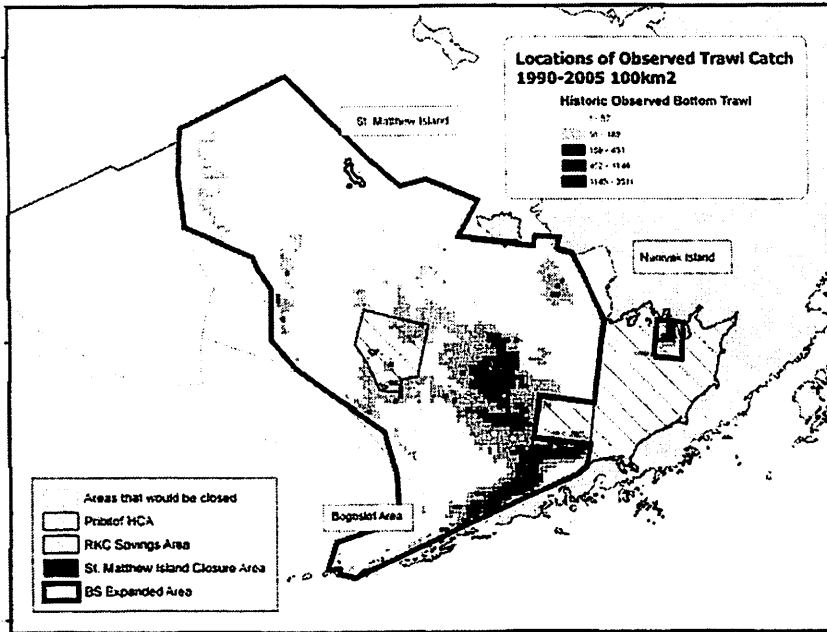 Locations of Observed Trawl Catch
1990-2005 100km2
Historic Observed Bottom Trawl
St. Matthew Island
Nunivak Island
Bogoslof Area
Areas that would be closed
Pribilof HCA
RKC Savings Area
St. Matthew Island Closure Area
BS Expanded Area